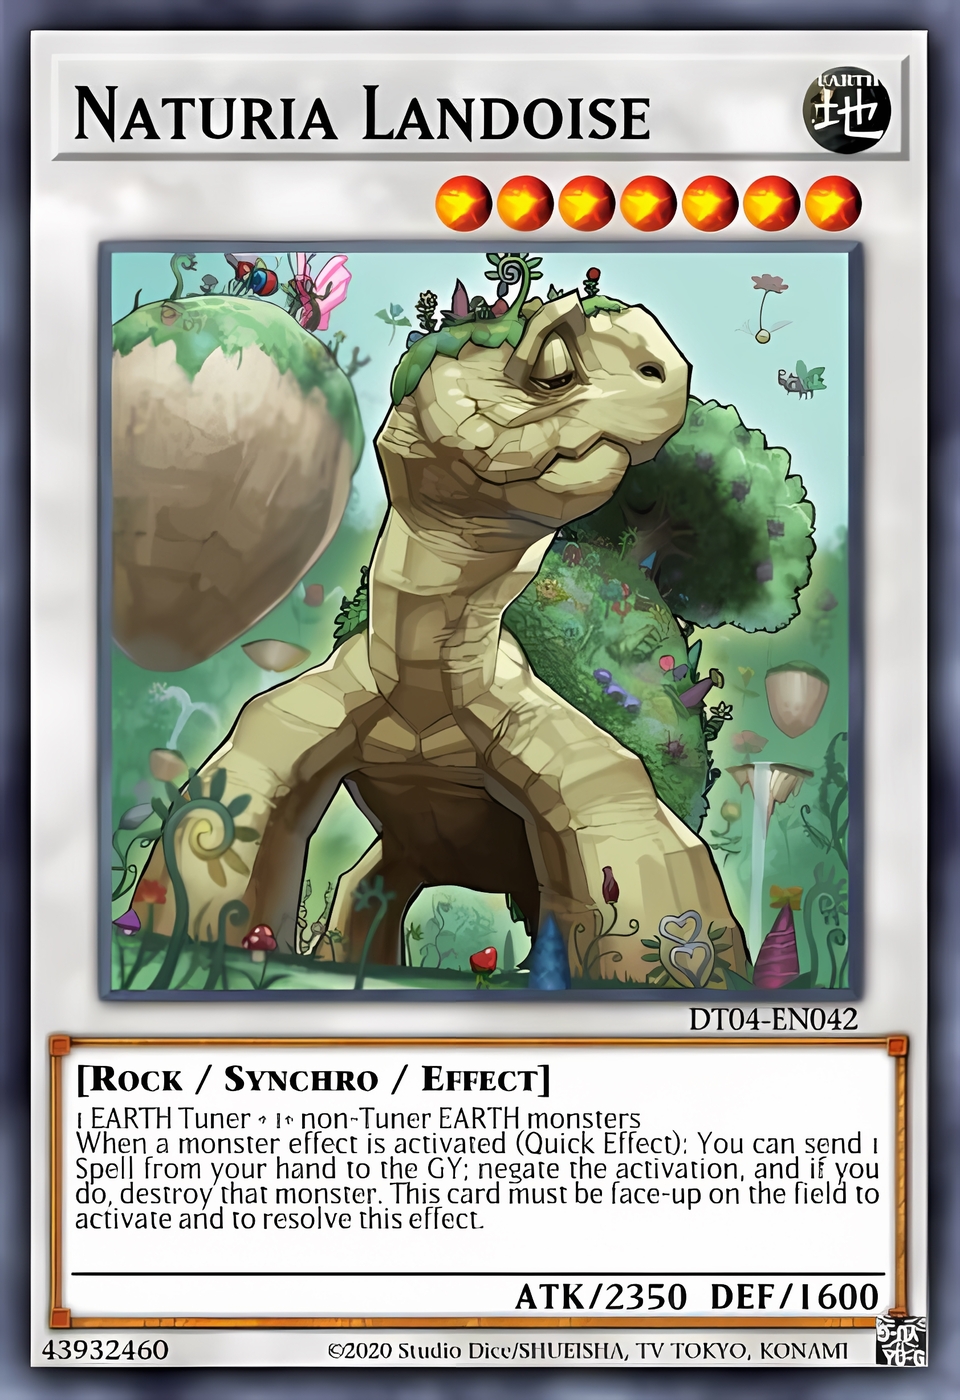 NATURIA LANDOISE
EARTH
地
DT04-EN042
[ROCK / SYNCHRO / EFFECT]
1 EARTH Tuner + 1+ non-Tuner EARTH monsters
When a monster effect is activated (Quick Effect): You can send 1
Spell from your hand to the GY; negate the activation, and if you
do, destroy that monster. This card must be face-up on the field to
activate and to resolve this effect.
ATK/2350 DEF/1600
43932460
©2020 Studio Dice/SHUEISHA, TV TOKYO, KONAMI